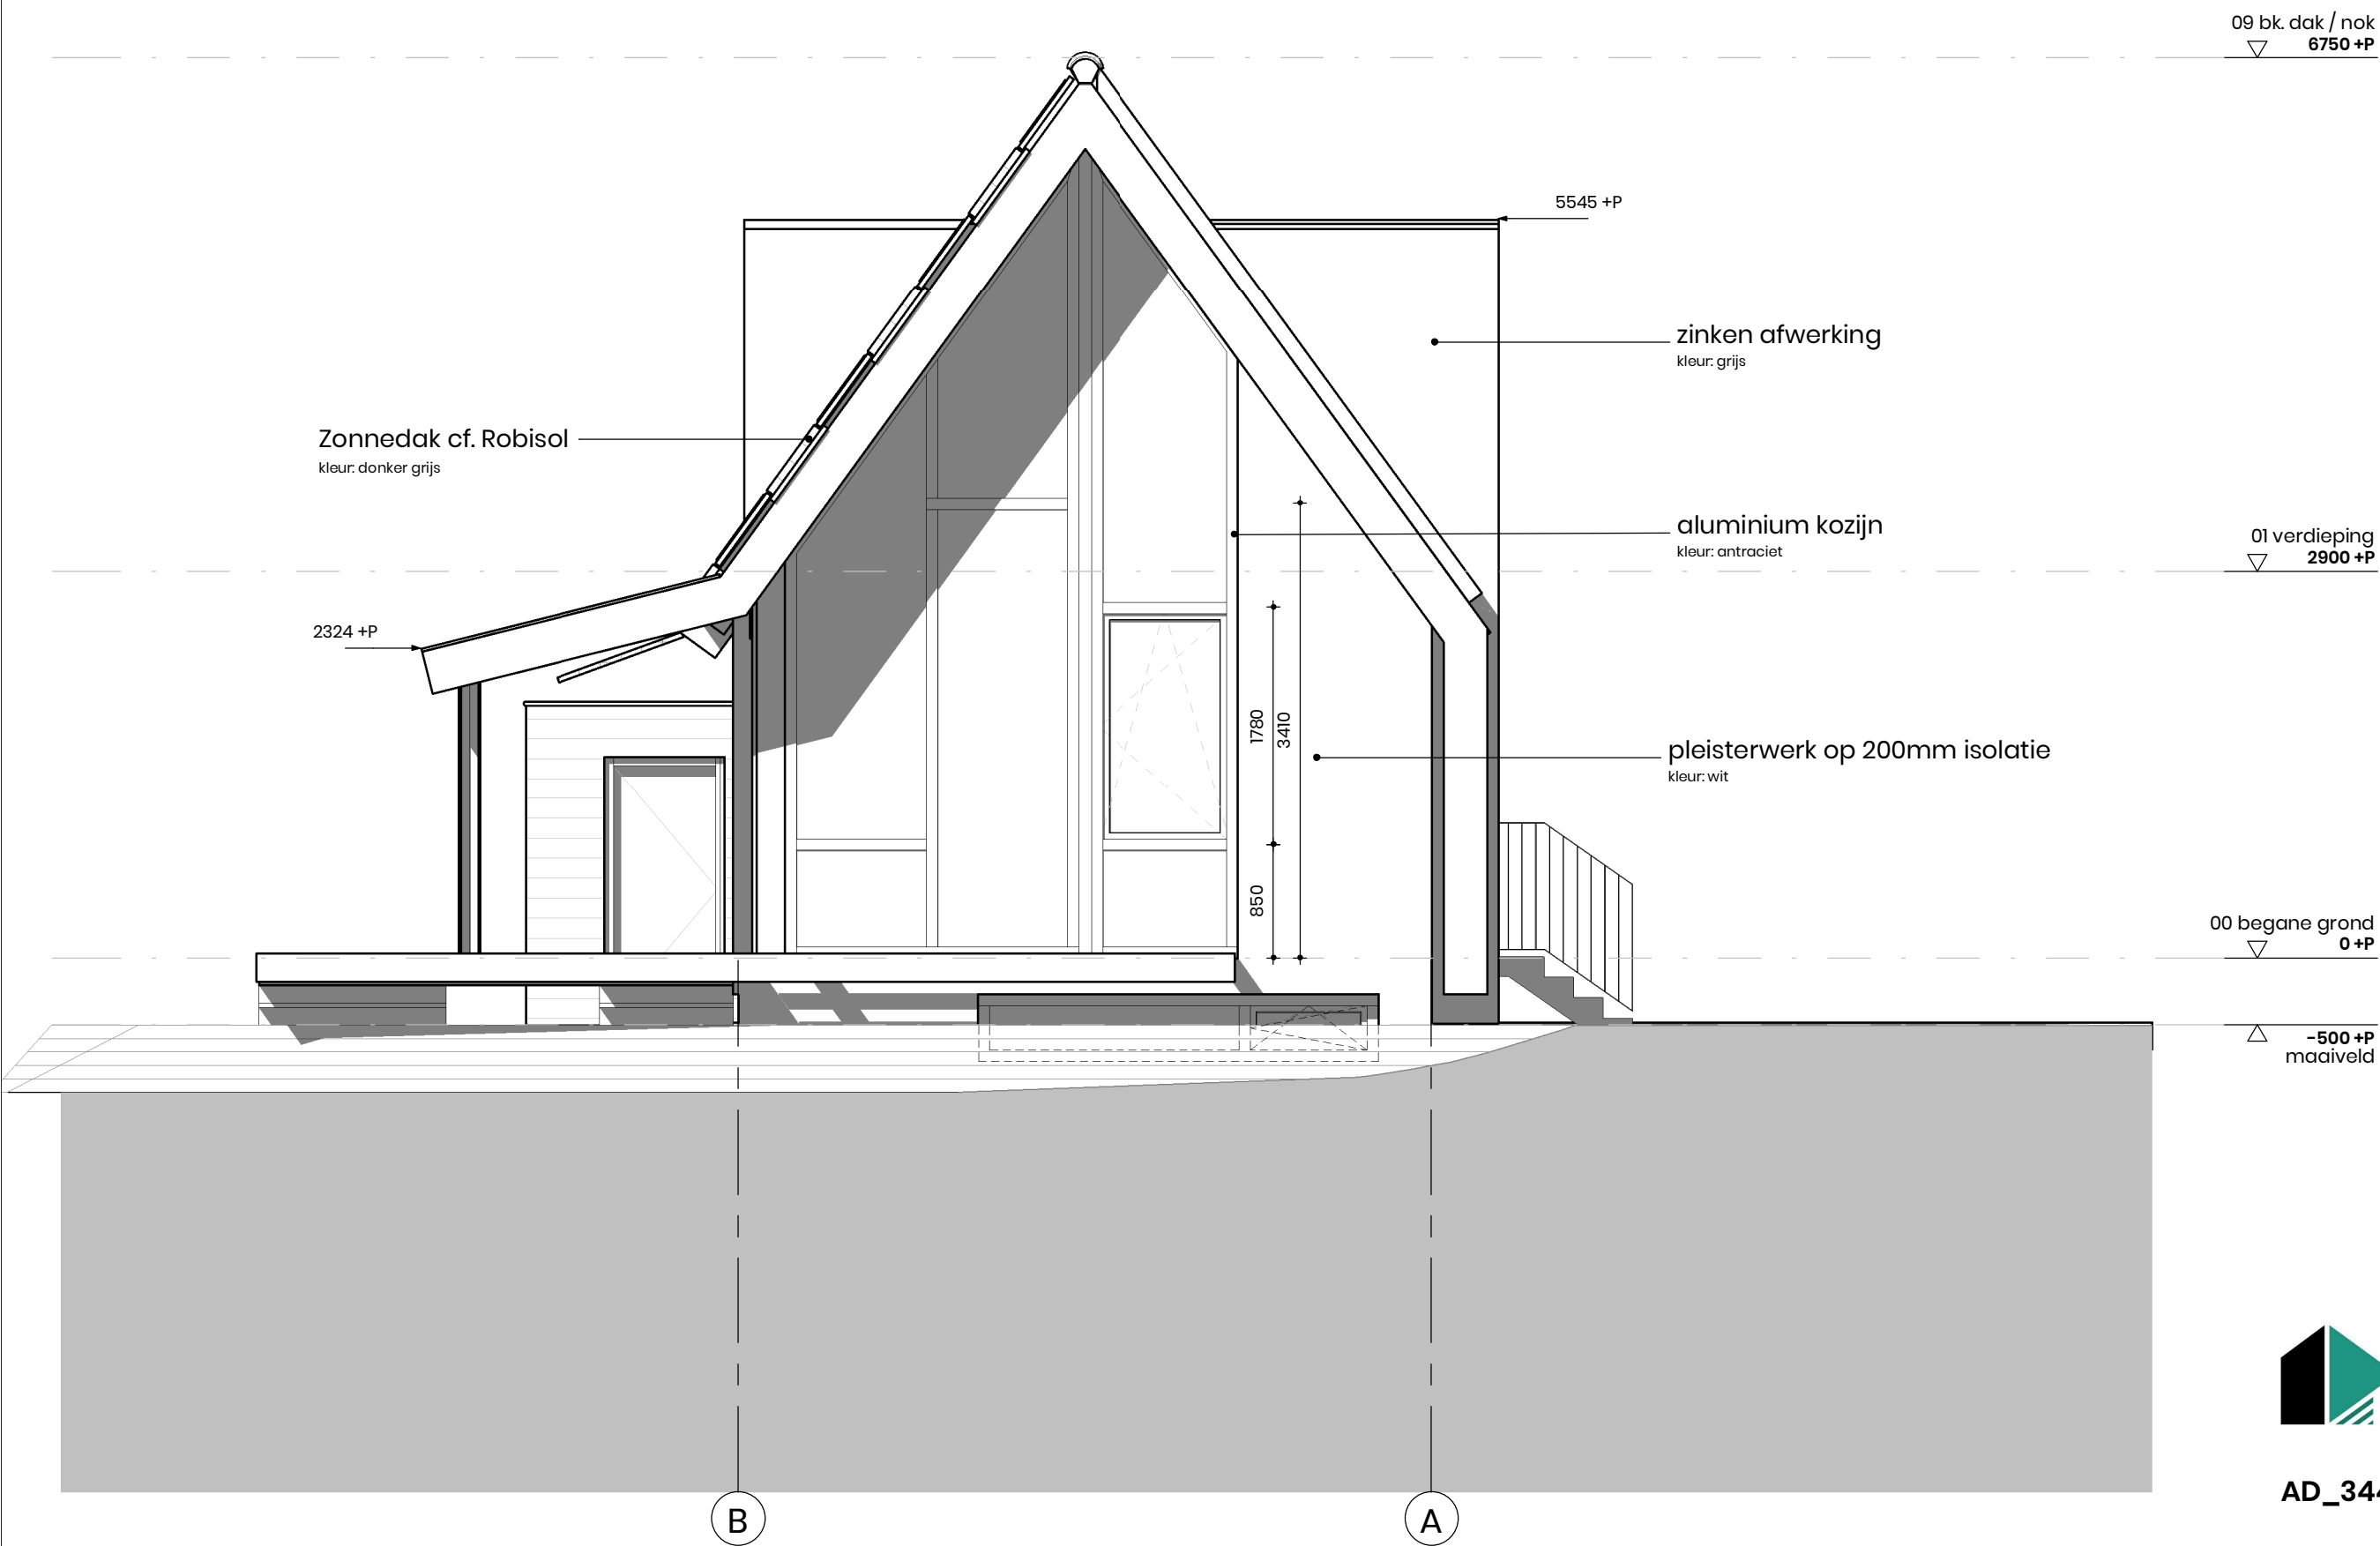 09 bk. dak / nok
6750 +P
5545 +P
zinken afwerking
kleur: grijs
Zonnedak cf. Robisol
kleur: donker grijs
aluminium kozijn
kleur: antraciet
01 verdieping
2900 +P
2324 +P
1780
3410
pleisterwerk op 200mm isolatie
kleur: wit
850
00 begane grond
0 +P
-500 +P
maaiveld
AD_344
B
A